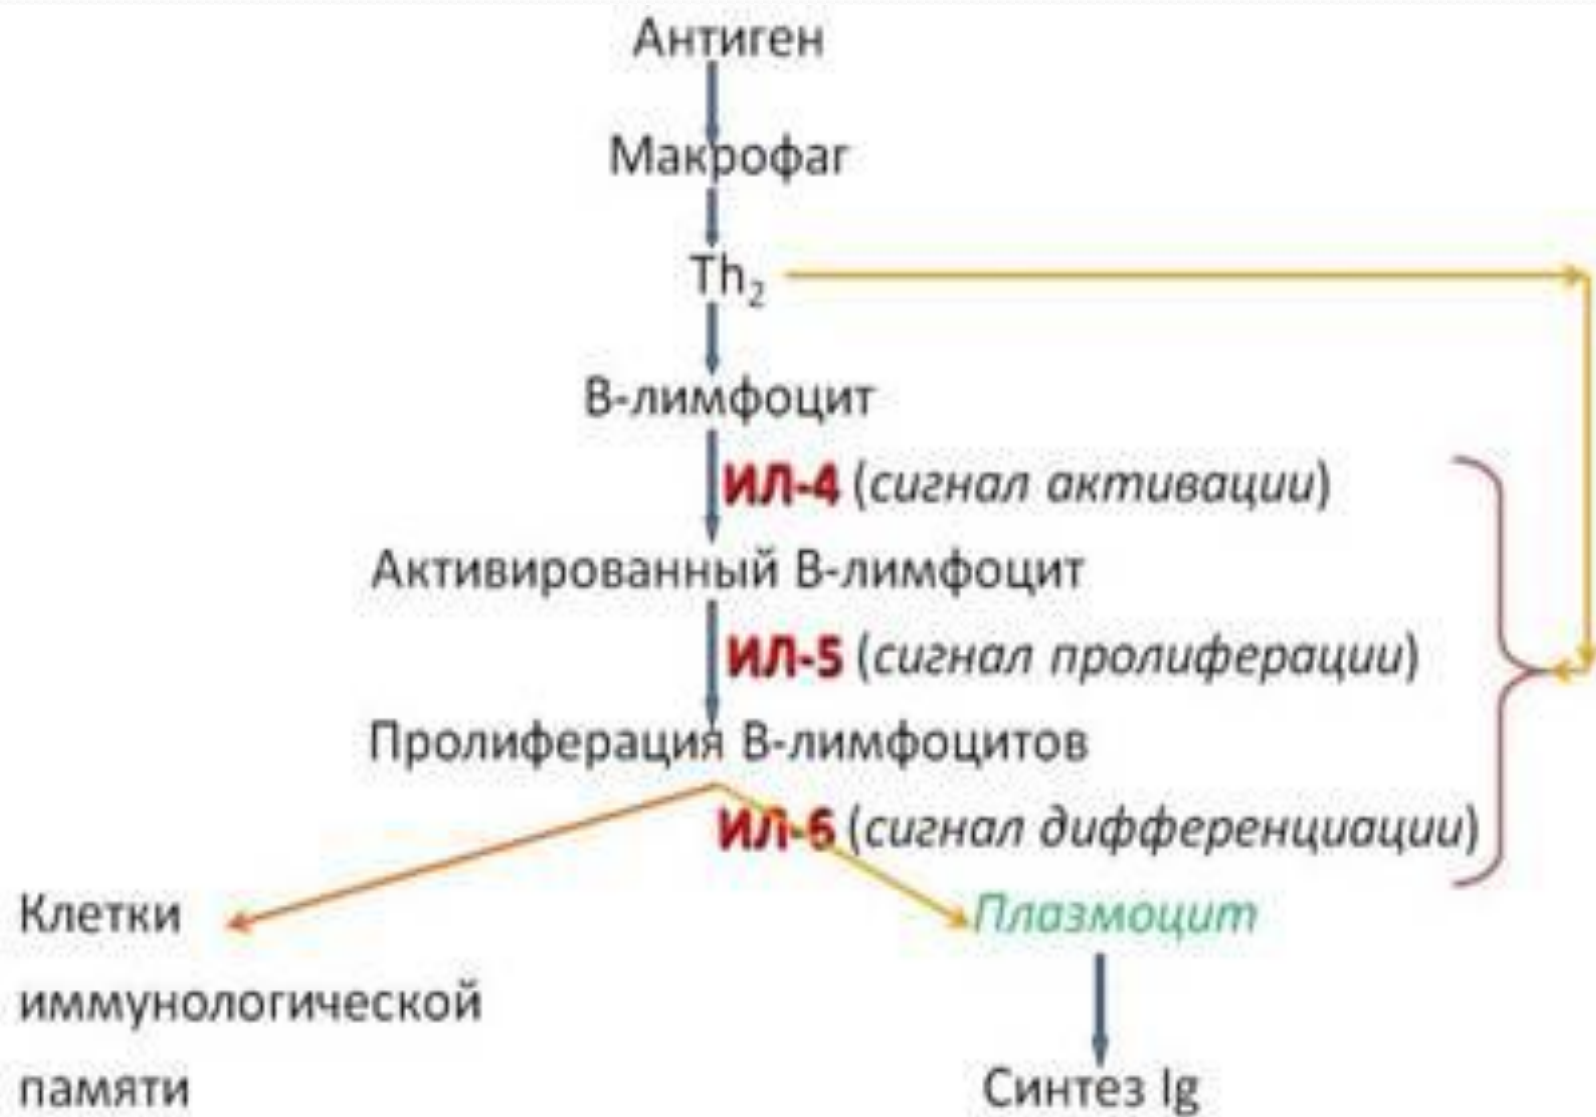 Антиген
Макрофаг
Th₂
В-лимфоцит
ИЛ-4 (сигнал активации)
Активированный В-лимфоцит
ИЛ-5 (сигнал пролиферации)
Пролиферация В-лимфоцитов
ИЛ-6 (сигнал дифференциации)
Клетки
иммунологической
памяти
Плазмоцит
Синтез Ig